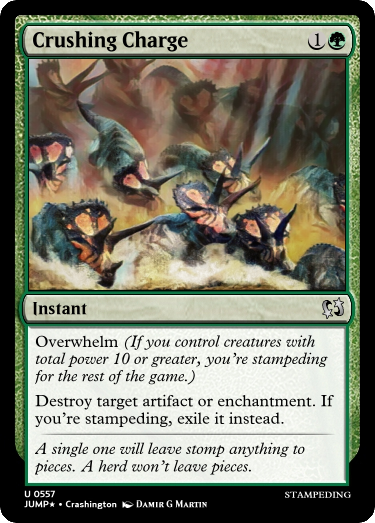 Crushing Charge 1
Instant
Overwhelm (If you control creatures with
total power 10 or greater, you're stampeding
for the rest of the game.)
Destroy target artifact or enchantment. If
you're stampeding, exile it instead.
A single one will leave stomp anything to
pieces. A herd won't leave pieces.
U 0557
STAMPEDING
JUMP★ • Crashington Damir G Martin